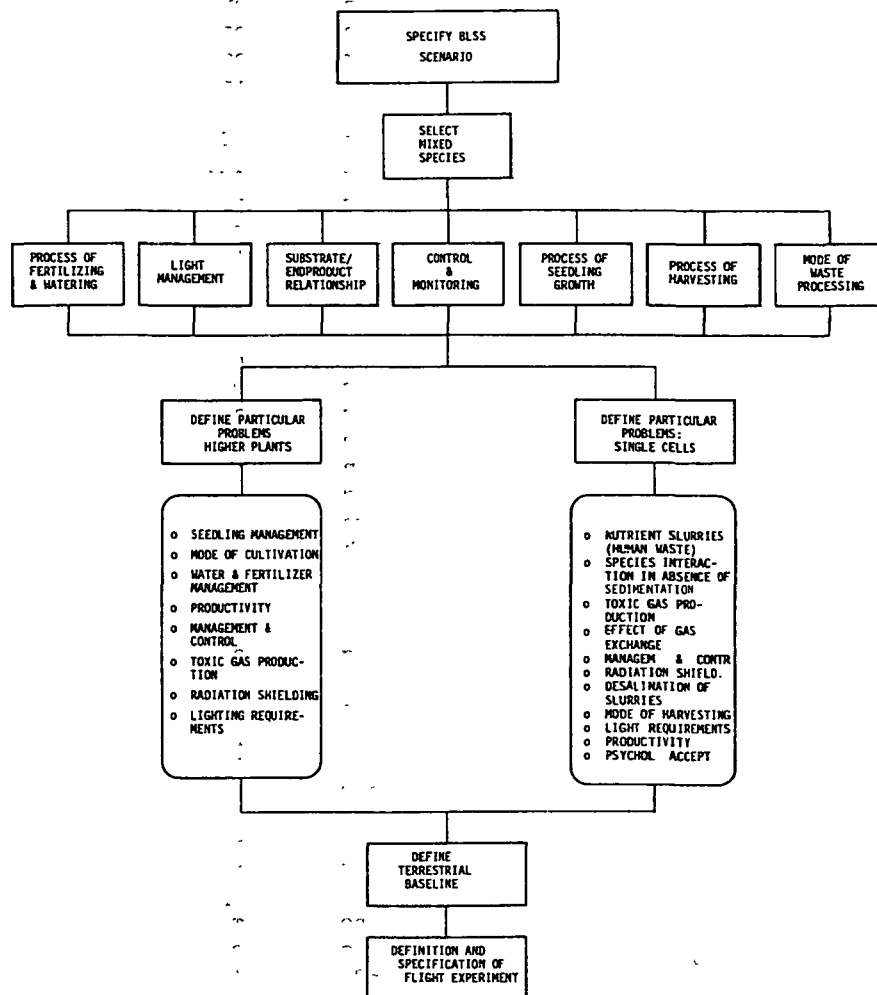 SPECIFY BLSS
SCENARIO
SELECT
MIXED
SPECIES
PROCESS OF
FERTILIZING
& WATERING
LIGHT
MANAGEMENT
SUBSTRATE/
ENDPRODUCT
RELATIONSHIP
CONTROL
&
MONITORING
PROCESS OF
SEEDLING
GROWTH
PROCESS OF
HARVESTING
MODE OF
WASTE
PROCESSING
DEFINE PARTICULAR
PROBLEMS
HIGHER PLANTS
DEFINE PARTICULAR
PROBLEMS:
SINGLE CELLS
o SEEDLING MANAGEMENT
o MODE OF CULTIVATION
o WATER & FERTILIZER
MANAGEMENT
o PRODUCTIVITY
o MANAGEMENT &
CONTROL
o TOXIC GAS PRODUC-
TION
o RADIATION SHIELDING
o LIGHTING REQUIRE-
MENTS
o NUTRIENT SLURRIES
(HUMAN WASTE)
o SPECIES INTERAC-
TION IN ABSENCE OF
SEDIMENTATION
o TOXIC GAS PRO-
DUCTION
o EFFECT OF GAS
EXCHANGE
o MANAGEM & CONTR
o RADIATION SHIELD.
o DESALINATION OF
SLURRIES
o MODE OF HARVESTING
o LIGHT REQUIREMENTS
o PRODUCTIVITY
o PSYCHOL ACCEPT
DEFINE
TERRESTRIAL
BASELINE
DEFINITION AND
SPECIFICATION OF
FLIGHT EXPERIMENT